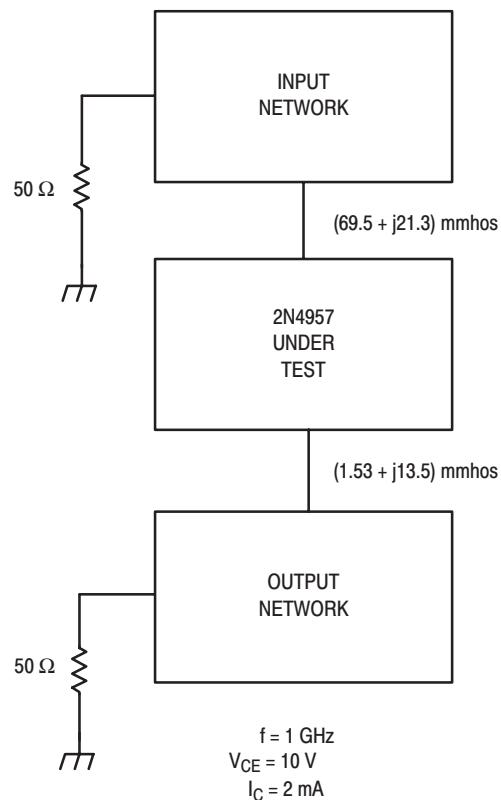 INPUT
NETWORK
50 Ω
(69.5 + j21.3) mmhos
2N4957
UNDER
TEST
(1.53 + j13.5) mmhos
OUTPUT
NETWORK
50 Ω
f = 1 GHz
VCE = 10 V
IC = 2 mA